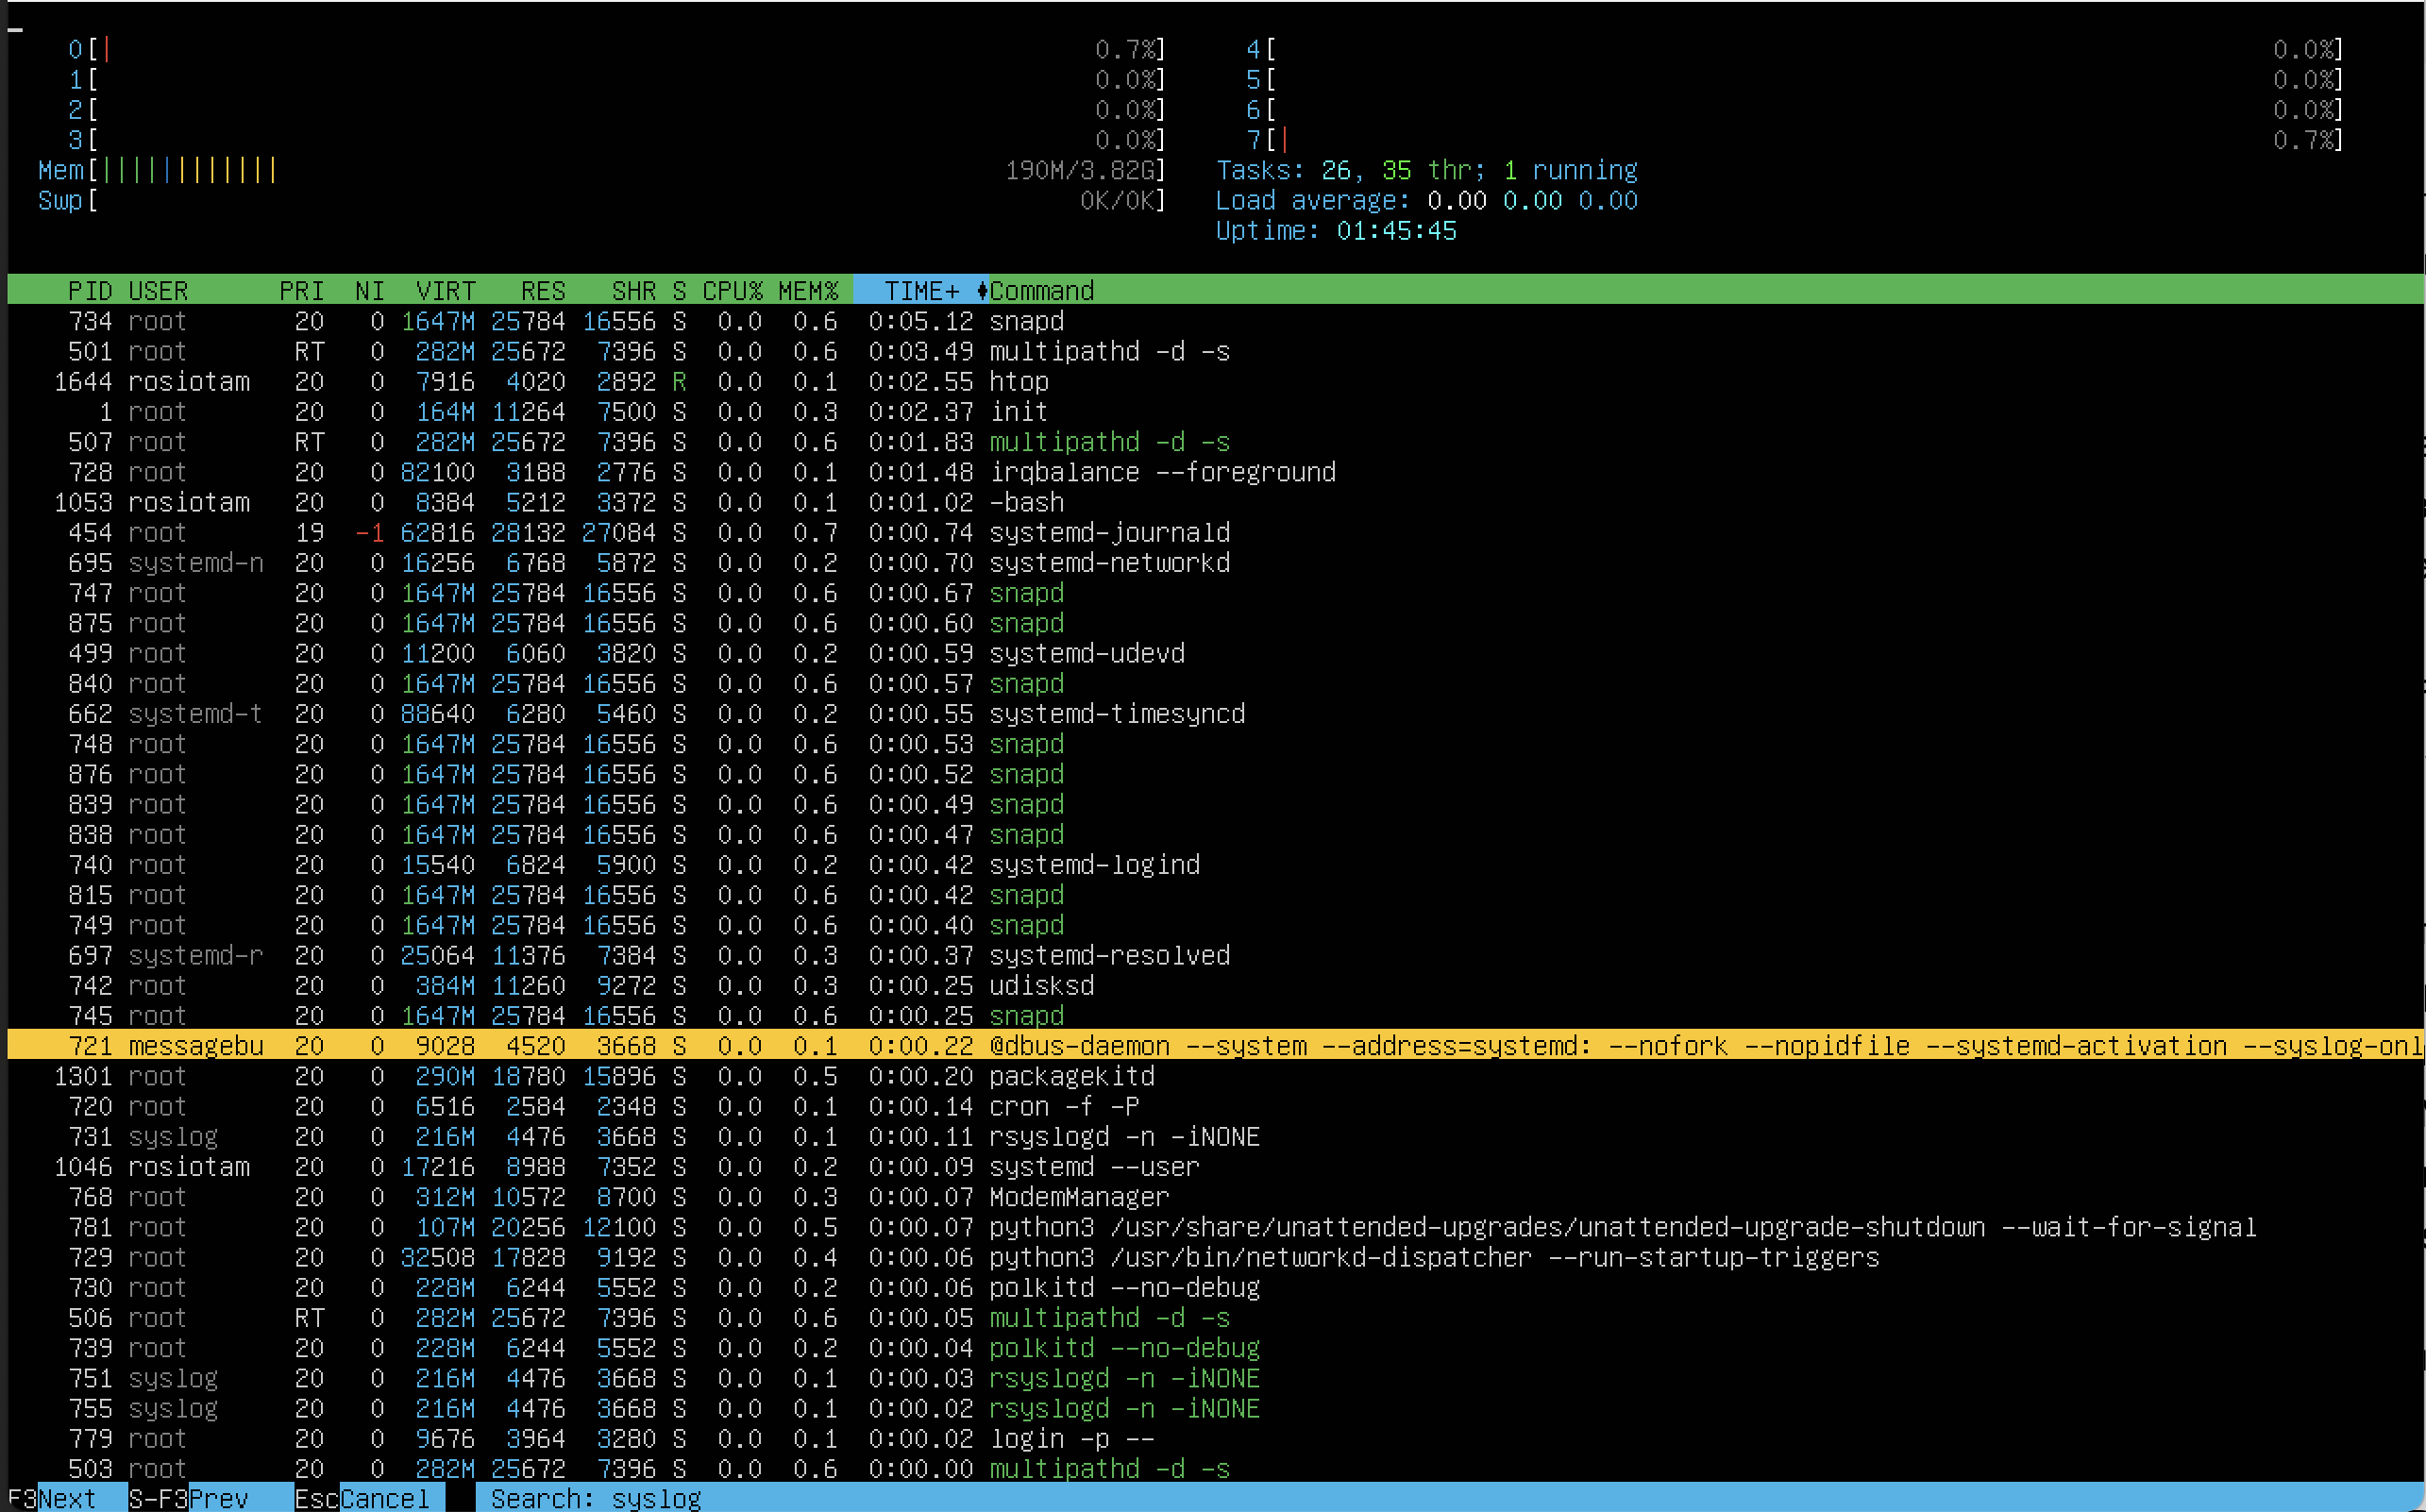 0[| 0.7%] 4[ 0.0%]
1[ 0.0%] 5[ 0.0%]
2[ 0.0%] 6[ 0.0%]
3[ 0.0%] 7[| 0.7%]
Mem[|||||||||||| 190M/3.82G] Tasks: 26, 35 thr; 1 running
Swp[ 0K/0K] Load average: 0.00 0.00 0.00
Uptime: 01:45:45
PID USER PRI NI VIRT RES SHR S CPU% MEM% TIME+ Command
734 root 20 0 1647M 25784 16556 S 0.0 0.6 0:05.12 snapd
501 root RT 0 282M 25672 7396 S 0.0 0.6 0:03.49 multipathd -d -s
1644 rosiotam 20 0 7916 4020 2892 R 0.0 0.1 0:02.55 htop
1 root 20 0 164M 11264 7500 S 0.0 0.3 0:02.37 init
507 root RT 0 282M 25672 7396 S 0.0 0.6 0:01.83 multipathd -d -s
728 root 20 0 82100 3188 2776 S 0.0 0.1 0:01.48 irqbalance --foreground
1053 rosiotam 20 0 8384 5212 3372 S 0.0 0.1 0:01.02 -bash
454 root 19 -1 62816 28132 27084 S 0.0 0.7 0:00.74 systemd-journald
695 systemd-n 20 0 16256 6768 5872 S 0.0 0.2 0:00.70 systemd-networkd
747 root 20 0 1647M 25784 16556 S 0.0 0.6 0:00.67 snapd
875 root 20 0 1647M 25784 16556 S 0.0 0.6 0:00.60 snapd
499 root 20 0 11200 6060 3820 S 0.0 0.2 0:00.59 systemd-udevd
840 root 20 0 1647M 25784 16556 S 0.0 0.6 0:00.57 snapd
662 systemd-t 20 0 88640 6280 5460 S 0.0 0.2 0:00.55 systemd-timesyncd
748 root 20 0 1647M 25784 16556 S 0.0 0.6 0:00.53 snapd
876 root 20 0 1647M 25784 16556 S 0.0 0.6 0:00.52 snapd
839 root 20 0 1647M 25784 16556 S 0.0 0.6 0:00.49 snapd
838 root 20 0 1647M 25784 16556 S 0.0 0.6 0:00.47 snapd
740 root 20 0 15540 6824 5900 S 0.0 0.2 0:00.42 systemd-logind
815 root 20 0 1647M 25784 16556 S 0.0 0.6 0:00.42 snapd
749 root 20 0 1647M 25784 16556 S 0.0 0.6 0:00.40 snapd
697 systemd-r 20 0 25064 11376 7384 S 0.0 0.3 0:00.37 systemd-resolved
742 root 20 0 384M 11260 9272 S 0.0 0.3 0:00.25 udisksd
745 root 20 0 1647M 25784 16556 S 0.0 0.6 0:00.25 snapd
721 messagebu 20 0 9028 4520 3668 S 0.0 0.1 0:00.22 @dbus-daemon --system --address=systemd: --nofork --nopidfile --systemd-activation --syslog-onl
1301 root 20 0 290M 18780 15896 S 0.0 0.5 0:00.20 packagekitd
720 root 20 0 6516 2584 2348 S 0.0 0.1 0:00.14 cron -f -P
731 syslog 20 0 216M 4476 3668 S 0.0 0.1 0:00.11 rsyslogd -n -iNONE
1046 rosiotam 20 0 17216 8988 7352 S 0.0 0.2 0:00.09 systemd --user
768 root 20 0 312M 10572 8700 S 0.0 0.3 0:00.07 ModemManager
781 root 20 0 107M 20256 12100 S 0.0 0.5 0:00.07 python3 /usr/share/unattended-upgrades/unattended-upgrade-shutdown --wait-for-signal
729 root 20 0 32508 17828 9192 S 0.0 0.4 0:00.06 python3 /usr/bin/networkd-dispatcher --run-startup-triggers
730 root 20 0 228M 6244 5552 S 0.0 0.2 0:00.06 polkitd --no-debug
506 root RT 0 282M 25672 7396 S 0.0 0.6 0:00.05 multipathd -d -s
739 root 20 0 228M 6244 5552 S 0.0 0.2 0:00.04 polkitd --no-debug
751 syslog 20 0 216M 4476 3668 S 0.0 0.1 0:00.03 rsyslogd -n -iNONE
755 syslog 20 0 216M 4476 3668 S 0.0 0.1 0:00.02 rsyslogd -n -iNONE
779 root 20 0 9676 3964 3280 S 0.0 0.1 0:00.02 login -p --
503 root 20 0 282M 25672 7396 S 0.0 0.6 0:00.00 multipathd -d -s
F3Next S-F3Prev EscCancel Search: syslog